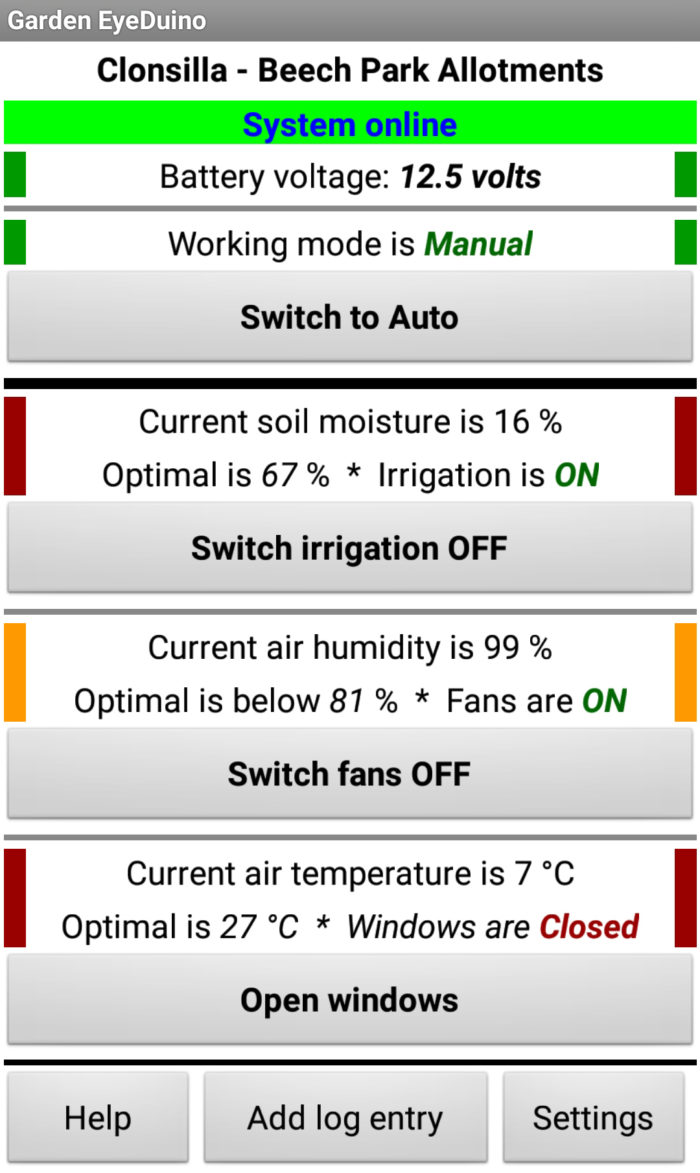 Garden EyeDuino
Clonsilla - Beech Park Allotments
System online
Battery voltage: 12.5 volts
Working mode is Manual
Switch to Auto
Current soil moisture is 16 %
Optimal is 67 % * Irrigation is ON
Switch irrigation OFF
Current air humidity is 99 %
Optimal is below 81 % * Fans are ON
Switch fans OFF
Current air temperature is 7 °C
Optimal is 27 °C * Windows are Closed
Open windows
Help
Add log entry
Settings